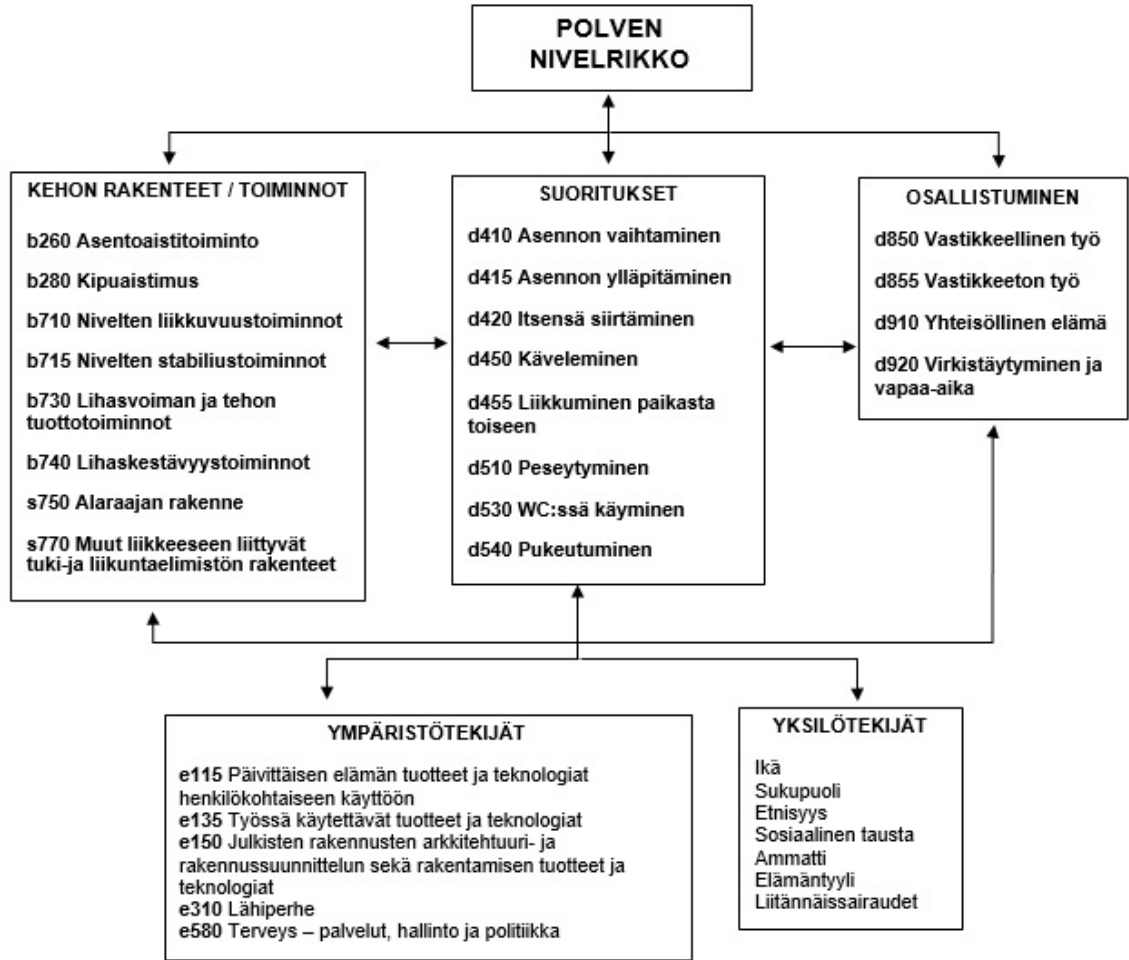 POLVEN
NIVELRIKKO
KEHON RAKENTEET / TOIMINNOT
b260 Asentoaistitoiminto
b280 Kipuaistimus
b710 Nivelten liikkuvuustoiminnot
b715 Nivelten stabiliustoiminnot
b730 Lihasvoiman ja tehon
tuottotoiminnot
b740 Lihaskestävyystoiminnot
s750 Alaraajan rakenne
s770 Muut liikkeeseen liittyvät
tuki-ja liikuntaelimistön rakenteet
SUORITUKSET
d410 Asennon vaihtaminen
d415 Asennon ylläpitäminen
d420 Itsensä siirtäminen
d450 Käveleminen
d455 Liikkuminen paikasta
toiseen
d510 Peseytyminen
d530 WC:ssä käyminen
d540 Pukeutuminen
OSALLISTUMINEN
d850 Vastikkeellinen työ
d855 Vastikkeeton työ
d910 Yhteisöllinen elämä
d920 Virkistäytyminen ja
vapaa-aika
YMPÄRISTÖTEKIJÄT
e115 Päivittäisen elämän tuotteet ja teknologiat
henkilökohtaiseen käyttöön
e135 Työssä käytettävät tuotteet ja teknologiat
e150 Julkisten rakennusten arkkitehtuuri- ja
rakennussuunnittelun sekä rakentamisen tuotteet ja
teknologiat
e310 Lähiperhe
e580 Terveys – palvelut, hallinto ja politiikka
YKSILÖTEKIJÄT
Ikä
Sukupuoli
Etnisyys
Sosiaalinen tausta
Ammatti
Elämäntyyli
Liitännäissairaudet